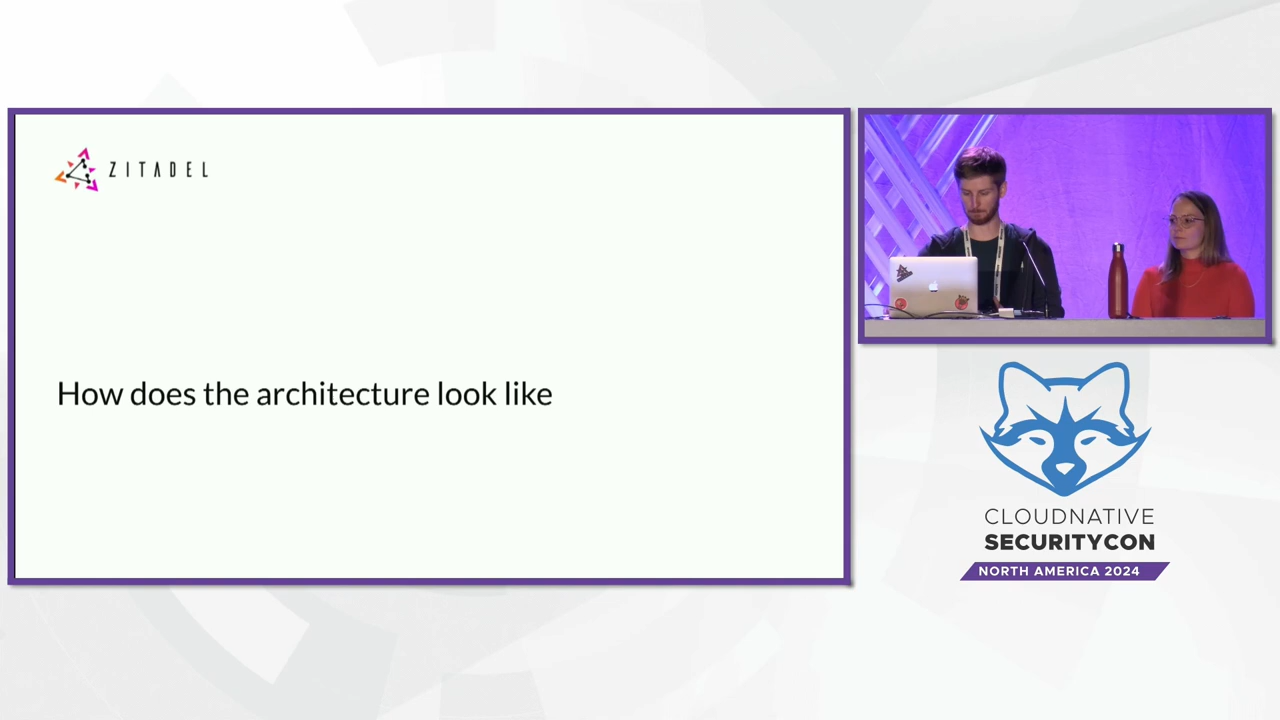 ZITADEL
How does the architecture look like
CLOUDNATIVE
SECURITYCON
NORTH AMERICA 2024